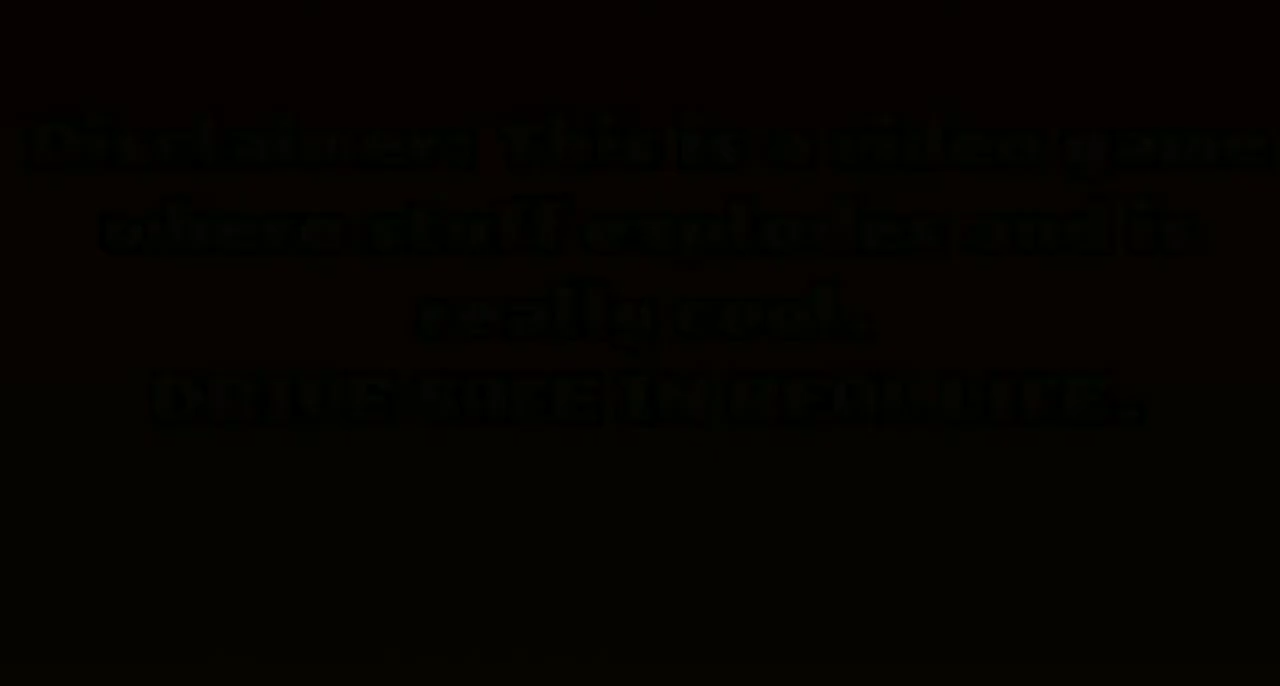 Disclaimer: This is a video game
where stuff explodes and is
really cool.
DRIVE SAFE IN REAL LIFE.